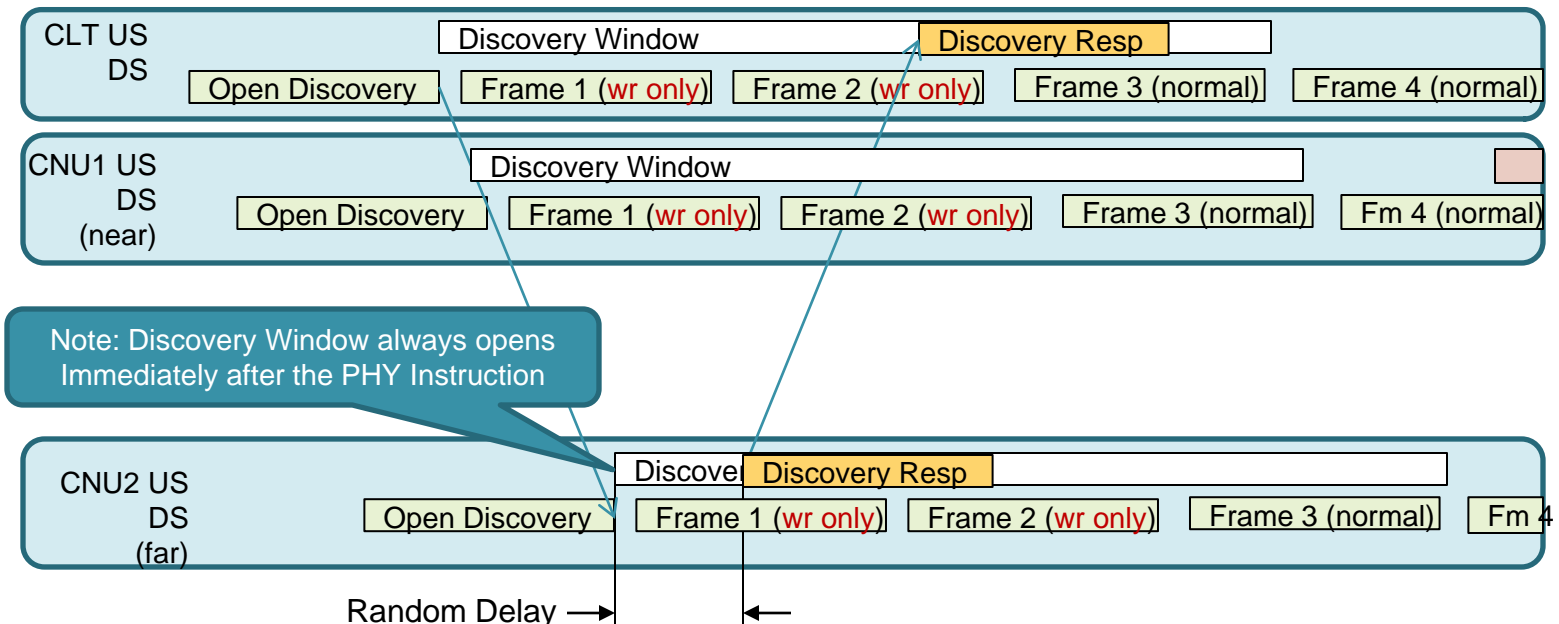 CLT US
Discovery Window
Discovery Resp
DS
Open Discovery
Frame 1 (wr only)
Frame 2 (wr only)
Frame 3 (normal)
Frame 4 (normal)
CNU1 US
Discovery Window
DS
Open Discovery
Frame 1 (wr only)
Frame 2 (wr only)
Frame 3 (normal)
Fm 4 (normal)
(near)
Note: Discovery Window always opens
Immediately after the PHY Instruction
CNU2 US
Discove
Discovery Resp
DS
Open Discovery
Frame 1 (wr only)
Frame 2 (wr only)
Frame 3 (normal)
Fm 4
(far)
Random Delay